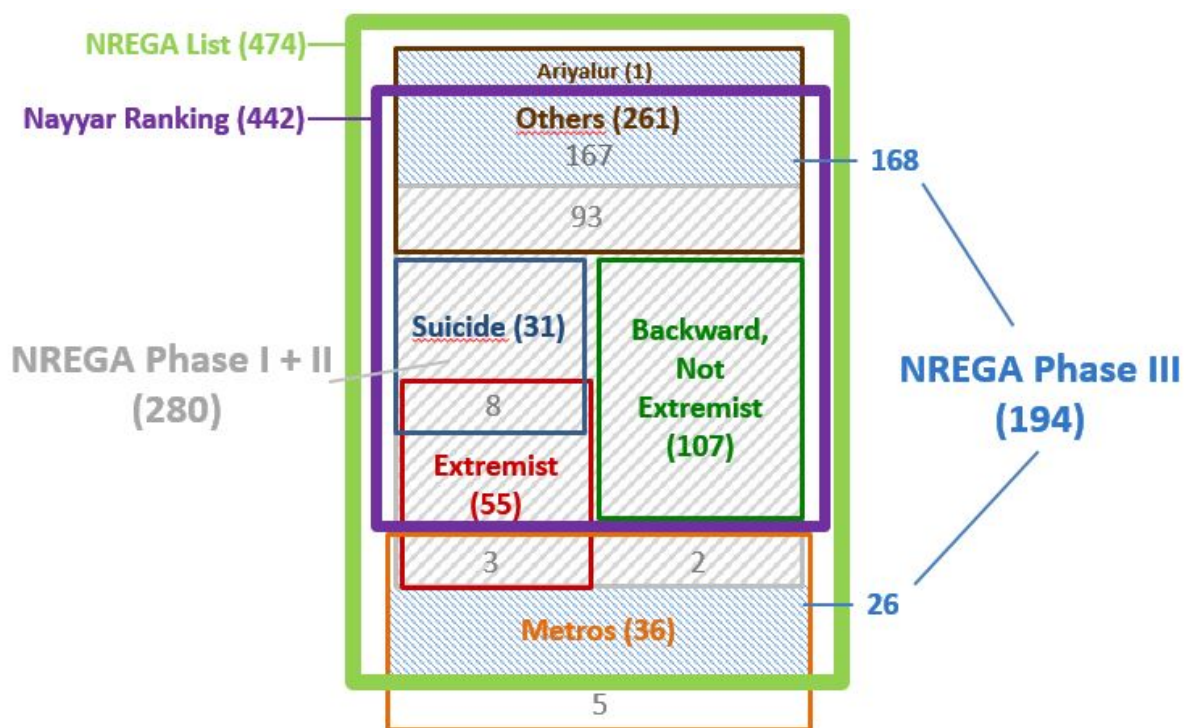 NREGA List (474)
Ariyalur (1)
Nayyar Ranking (442)
Others (261)
167
168
93
Suicide (31)
Backward,
Not
Extremist
(107)
NREGA Phase I + II
(280)
NREGA Phase III
(194)
8
Extremist
(55)
3
2
26
Metros (36)
5